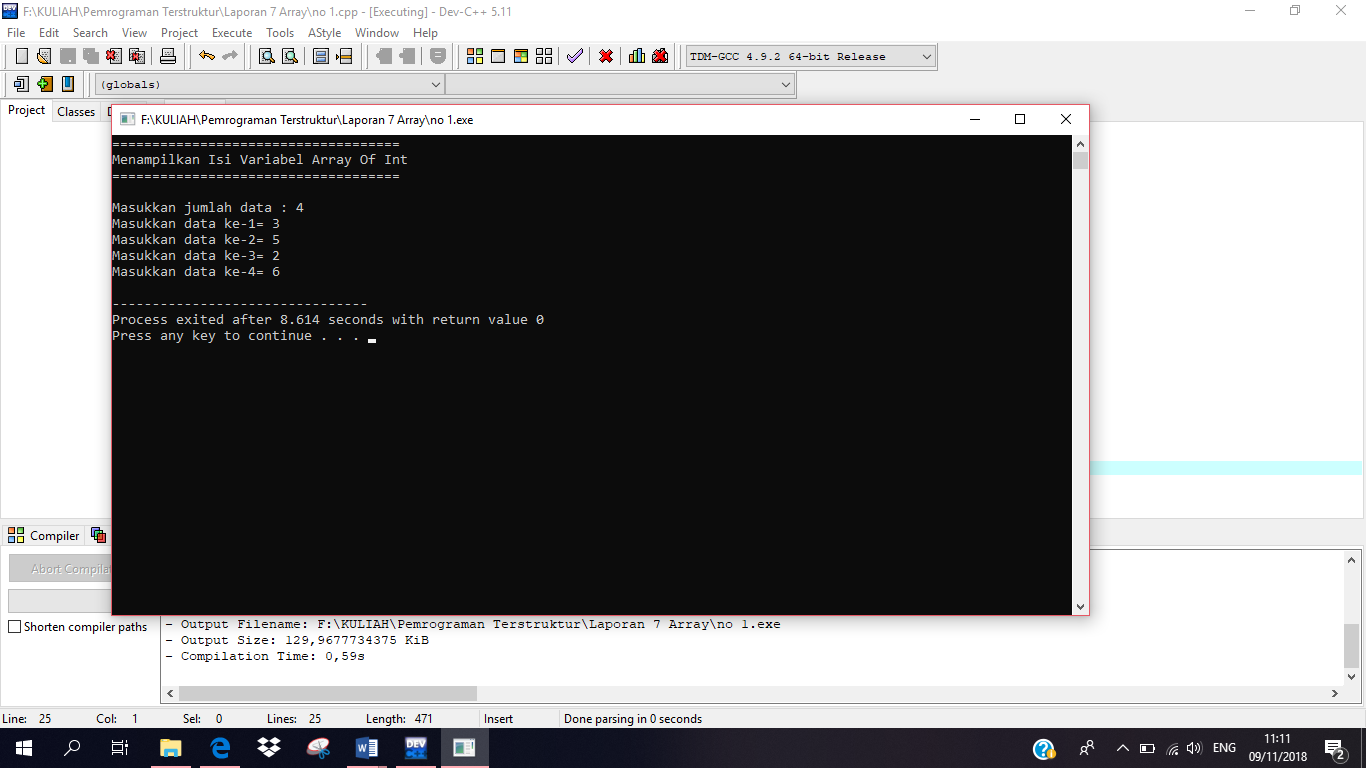 F:\KULIAH\Pemrograman Terstruktur\Laporan 7 Array\no 1.cpp - [Executing] - Dev-C++ 5.11
File Edit Search View Project Execute Tools AStyle Window Help
TDM-GCC 4.9.2 64-bit Release
(globals)
Project Classes
F:\KULIAH\Pemrograman Terstruktur\Laporan 7 Array\no 1.exe
====================================
Menampilkan Isi Variabel Array Of Int
====================================
Masukkan jumlah data : 4
Masukkan data ke-1= 3
Masukkan data ke-2= 5
Masukkan data ke-3= 2
Masukkan data ke-4= 6
--------------------------------
Process exited after 8.614 seconds with return value 0
Press any key to continue . . .
Compiler
Abort Compilat
Shorten compiler paths
- Output Filename: F:\KULIAH\Pemrograman Terstruktur\Laporan 7 Array\no 1.exe
- Output Size: 129,9677734375 KiB
- Compilation Time: 0,59s
Line: 25 Col: 1 Sel: 0 Lines: 25 Length: 471 Insert Done parsing in 0 seconds
DEV
ENG
11:11
09/11/2018
2